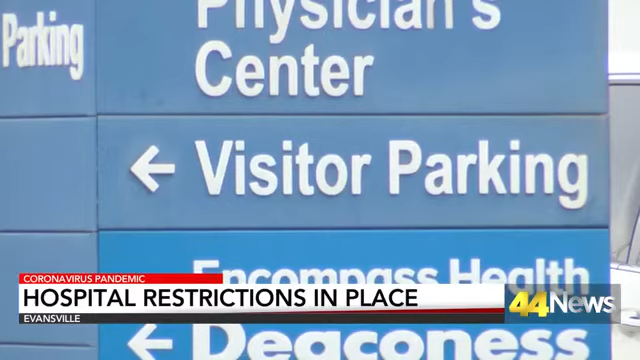 Physician's
Parking
Center
← Visitor Parking
Encompass Health
← Deaconess
CORONAVIRUS PANDEMIC
HOSPITAL RESTRICTIONS IN PLACE
EVANSVILLE
44News